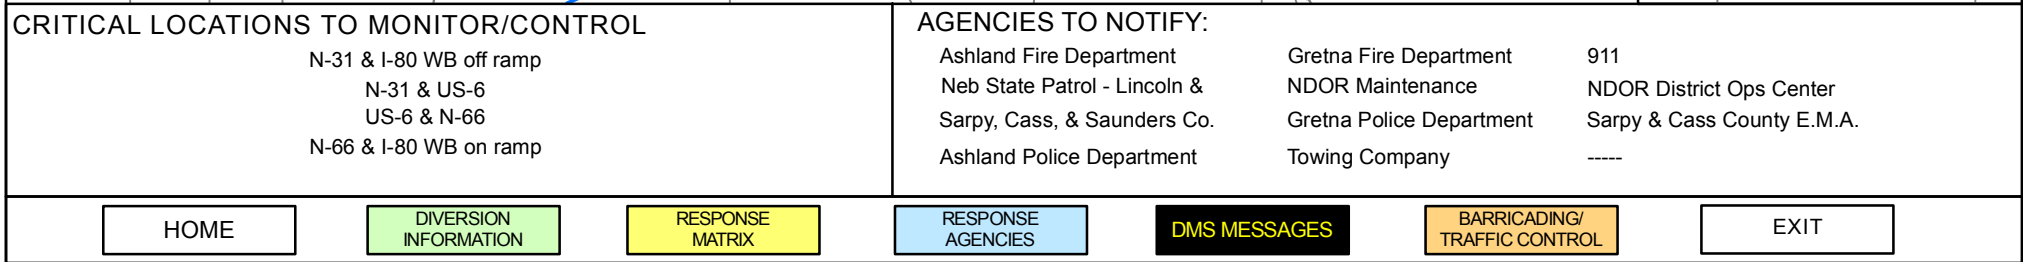 CRITICAL LOCATIONS TO MONITOR/CONTROL
N-31 & I-80 WB off ramp
N-31 & US-6
US-6 & N-66
N-66 & I-80 WB on ramp
AGENCIES TO NOTIFY:
Ashland Fire Department
Neb State Patrol - Lincoln &
Sarpy, Cass, & Saunders Co.
Ashland Police Department
Gretna Fire Department
NDOR Maintenance
Gretna Police Department
Towing Company
911
NDOR District Ops Center
Sarpy & Cass County E.M.A.
-----
HOME
DIVERSION
INFORMATION
RESPONSE
MATRIX
RESPONSE
AGENCIES
DMS MESSAGES
BARRICADING/
TRAFFIC CONTROL
EXIT